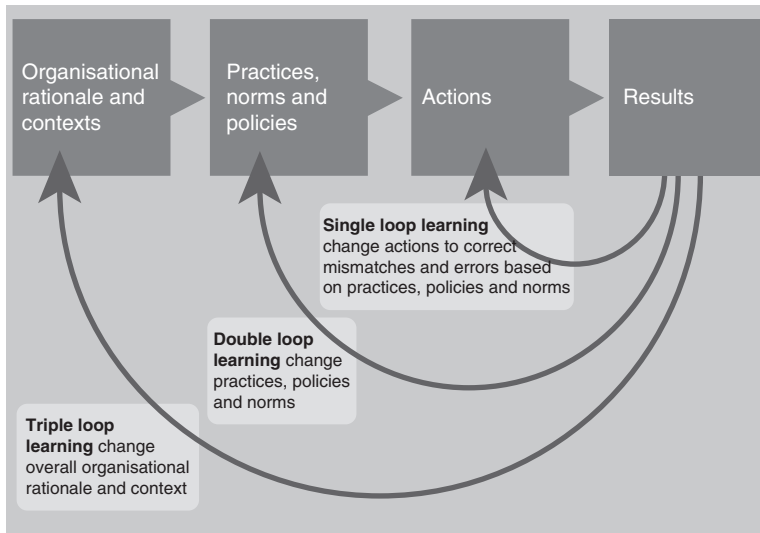 Organisational
rationale and
contexts
Practices,
norms and
policies
Actions
Results
Single loop learning
change actions to correct
mismatches and errors based
on practices, policies and norms
Double loop
learning change
practices, policies
and norms
Triple loop
learning change
overall organisational
rationale and context